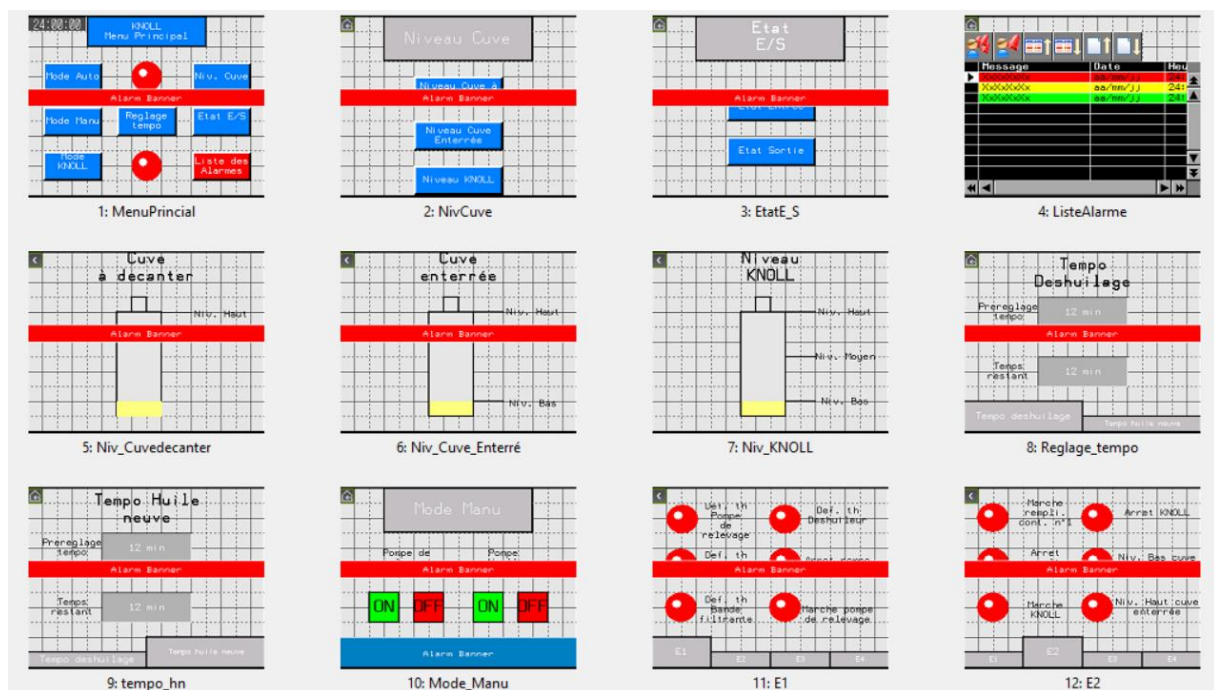 24:00:00
KNOLL
Menu Principal
Mode Auto
Niv. Cuve
Alarm Banner
Mode Manu
Reglage
tempo
Etat E/S
Mode
KNOLL
Liste des
Alarmes
1: MenuPrincial
Niveau Cuve
Niveau Cuve à
Alarm Banner
Niveau Cuve
Enterrée
Niveau KNOLL
2: NivCuve
Etat
E/S
Alarm Banner
Etat Entrée
Etat Sortie
3: EtatE_S
Message Date Heu
XxXxXxXx aa/mm/jj 24:
XxXxXxXx aa/mm/jj 24:
XxXxXxXx aa/mm/jj 24:
4: ListeAlarme
Cuve
à decanter
Niv. Haut
Alarm Banner
5: Niv_Cuvedecanter
Cuve
enterrée
Niv. Haut
Alarm Banner
Niv. Bas
6: Niv_Cuve_Enterré
Niveau
KNOLL
Niv. Haut
Niv. Moyen
Niv. Bas
7: Niv_KNOLL
Tempo
Deshuilage
Prereglage
tempo:
12 min
Alarm Banner
Temps
restant
12 min
Tempo deshuilage
Tempo huile neuve
8: Reglage_tempo
Tempo Huile
neuve
Prereglage
tempo:
12 min
Alarm Banner
Temps
restant
12 min
Tempo deshuilage
Tempo huile neuve
9: tempo_hn
Mode Manu
Pompe de
Pompe
Alarm Banner
ON OFF ON OFF
Alarm Banner
10: Mode_Manu
Def. th
Pompe
de
relevage
Def. th
Deshuileur
Def. th
Arret pompe
Alarm Banner
Def. th
Bande
filtrante
Marche pompe
de relevage
E1 E2 E3 E4
11: E1
Marche
rempli.
cont. n°1
Arret KNOLL
Arret
Niv. Bas cuve
Alarm Banner
Marche
KNOLL
Niv. Haut cuve
enterrée
E1 E2 E3 E4
12: E2